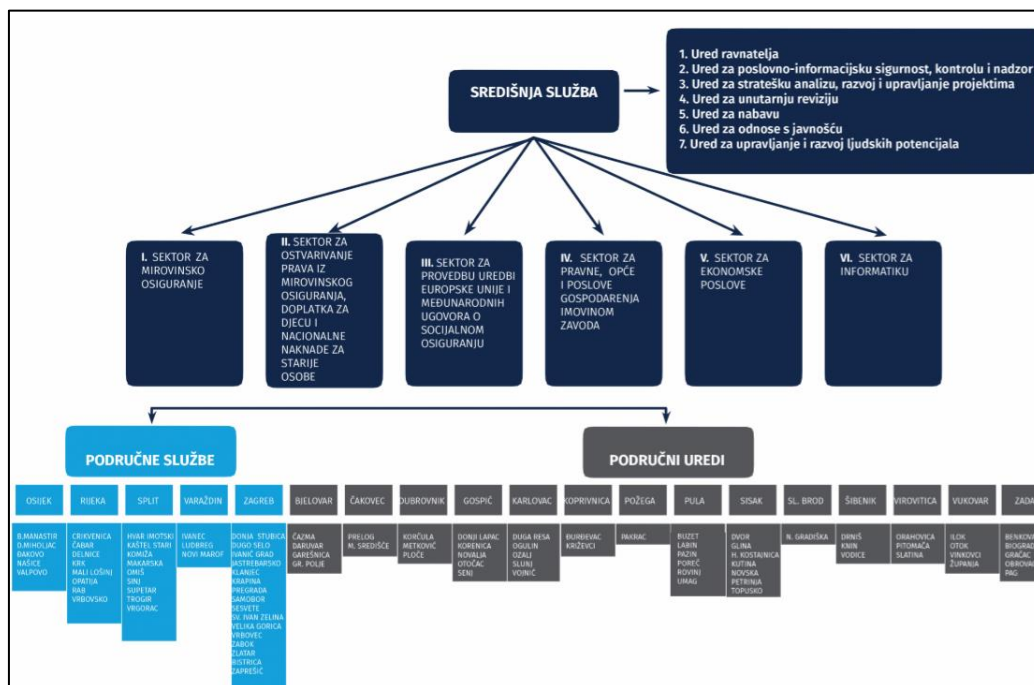 SREDIŠNJA SLUŽBA
1. Ured ravnatelja
2. Ured za poslovno-informacijsku sigurnost, kontrolu i nadzor
3. Ured za stratešku analizu, razvoj i upravljanje projektima
4. Ured za unutarnju reviziju
5. Ured za nabavu
6. Ured za odnose s javnošću
7. Ured za upravljanje i razvoj ljudskih potencijala
I. SEKTOR ZA
MIROVINSKO
OSIGURANJE
II. SEKTOR ZA
OSTVARIVANJE
PRAVA IZ
MIROVINSKOG
OSIGURANJA,
DOPLATKA ZA
DJECU I
NACIONALNE
NAKNADE ZA
STARIJE
OSOBE
III. SEKTOR ZA
PROVEDBU UREDBI
EUROPSKE UNIJE I
MEĐUNARODNIH
UGOVORA O
SOCIJALNOM
OSIGURANJU
IV. SEKTOR ZA
PRAVNE, OPĆE
I POSLOVE
GOSPODARENJA
IMOVINOM
ZAVODA
V. SEKTOR ZA
EKONOMSKE
POSLOVE
VI. SEKTOR ZA
INFORMATIKU
PODRUČNE SLUŽBE
PODRUČNI UREDI
OSIJEK
B.MANASTIR
D.MIHOLJAC
ĐAKOVO
NAŠICE
VALPOVO
RIJEKA
CRIKVENICA
ČABAR
DELNICE
KRK
MALI LOŠINJ
OPATIJA
RAB
VRBOVSKO
SPLIT
HVAR IMOTSKI
KAŠTEL STARI
KOMIŽA
MAKARSKA
OMIŠ
SINJ
SUPETAR
TROGIR
VRGORAC
VARAŽDIN
IVANEC
LUDBREG
NOVI MAROF
ZAGREB
DONJA STUBICA
DUGO SELO
IVANIĆ GRAD
JASTREBARSKO
KLANJEC
KRAPINA
PREGRADA
SAMOBOR
SESVETE
SV. IVAN ZELINA
VELIKA GORICA
VRBOVEC
ZABOK
ZLATAR
BISTRICA
ZAPREŠIĆ
BJELOVAR
ČAZMA
DARUVAR
GAREŠNICA
GR. POLJE
ČAKOVEC
PRELOG
M. SREDIŠĆE
DUBROVNIK
KORČULA
METKOVIĆ
PLOČE
GOSPIĆ
DONJI LAPAC
KORENICA
NOVALJA
OTOČAC
SENJ
KARLOVAC
DUGA RESA
OGULIN
OZALJ
SLUNJ
VOJNIĆ
KOPRIVNICA
ĐURĐEVAC
KRIŽEVCI
POŽEGA
PAKRAC
PULA
BUZET
LABIN
PAZIN
POREČ
ROVINJ
UMAG
SISAK
DVOR
GLINA
H. KOSTAJNICA
KUTINA
NOVSKA
PETRINJA
TOPUSKO
SL. BROD
N. GRADIŠKA
ŠIBENIK
DRNIŠ
KNIN
VODICE
VIROVITICA
ORAHOVICA
PITOMAČA
SLATINA
VUKOVAR
ILOK
OTOK
VINKOVCI
ŽUPANJA
ZADA
BENKOVA
BIOGRAD
GRAČAC
OBROVA
PAG